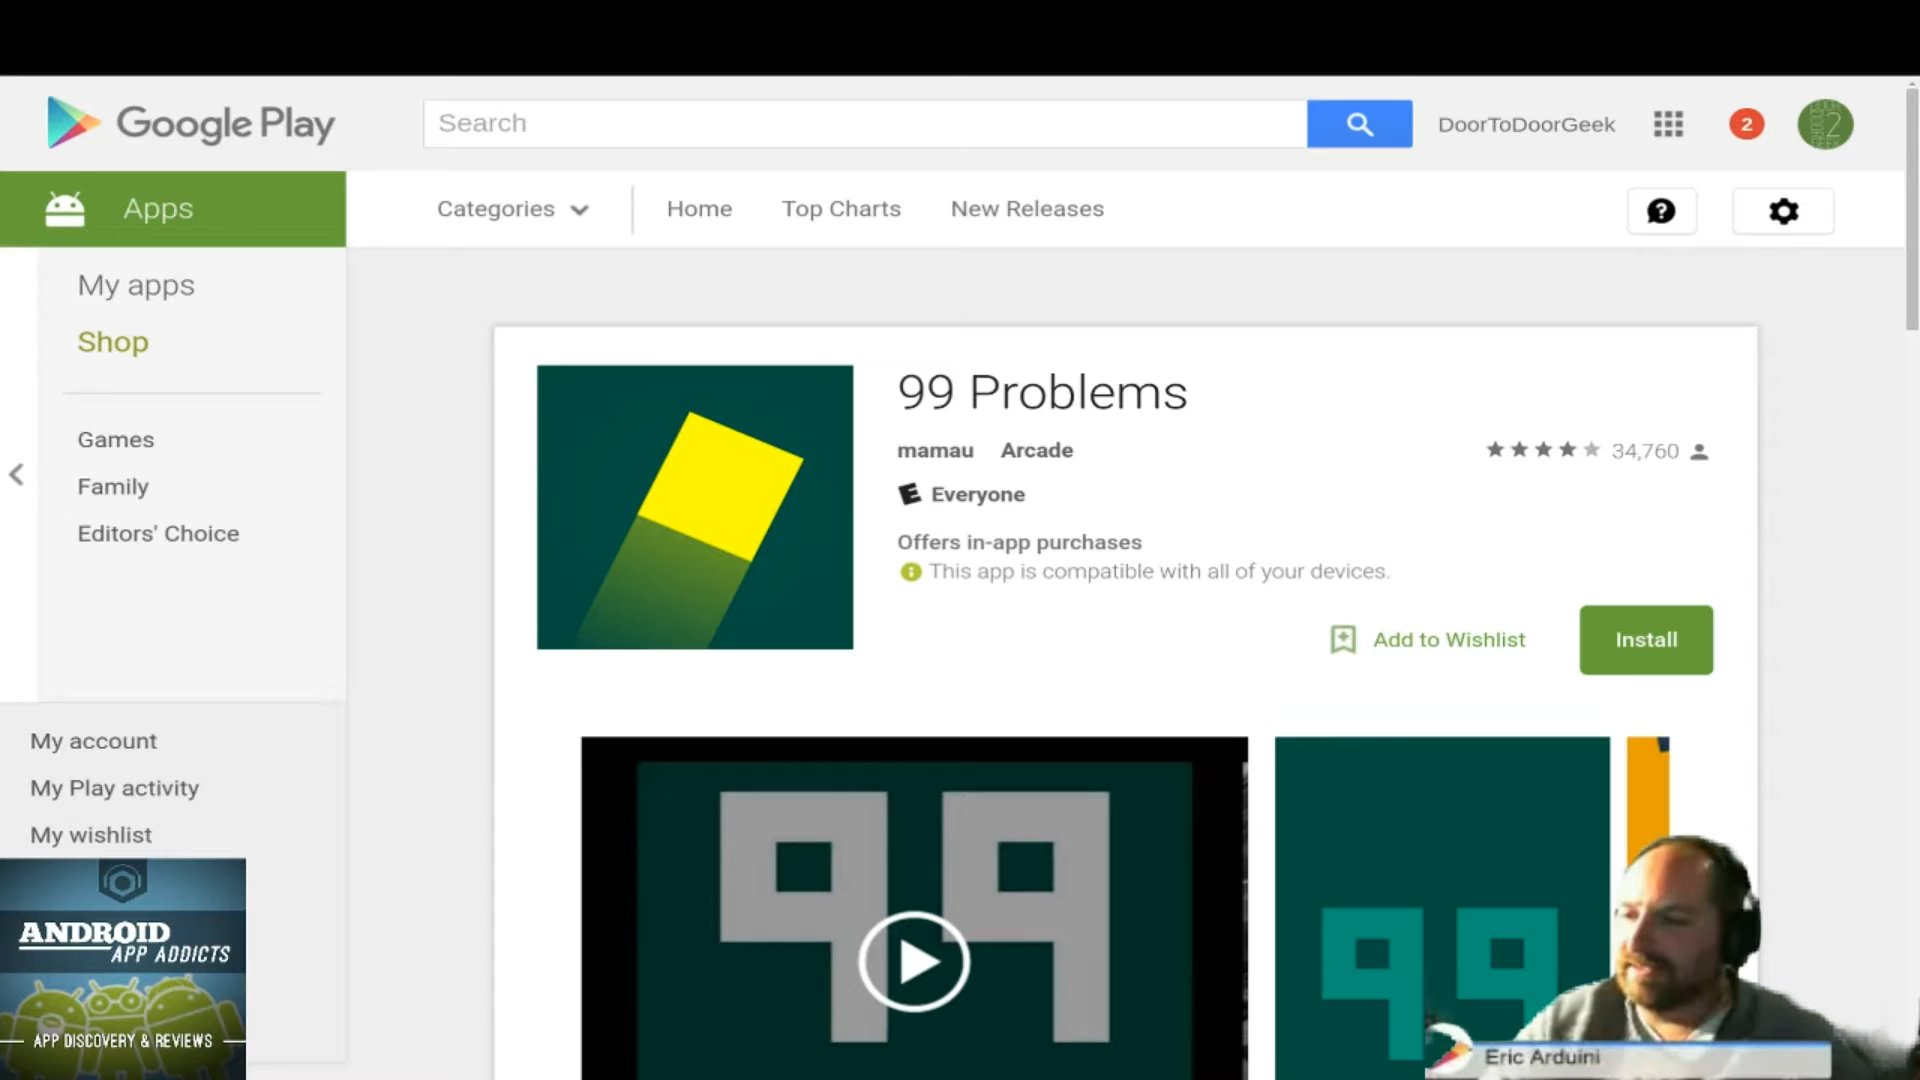 Google Play
Search
DoorToDoorGeek
2
Apps
Categories
Home
Top Charts
New Releases
My apps
Shop
Games
Family
Editors' Choice
My account
My Play activity
My wishlist
99 Problems
mamau Arcade
34,760
E Everyone
Offers in-app purchases
This app is compatible with all of your devices.
Add to Wishlist
Install
99
99
ANDROID
APP ADDICTS
APP DISCOVERY & REVIEWS
Eric Arduini